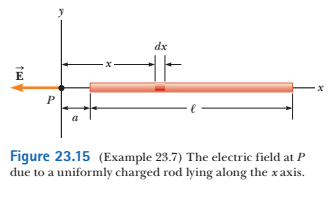 y
dx
x
E
x
P
a
ℓ
Figure 23.15 (Example 23.7) The electric field at P
due to a uniformly charged rod lying along the x axis.